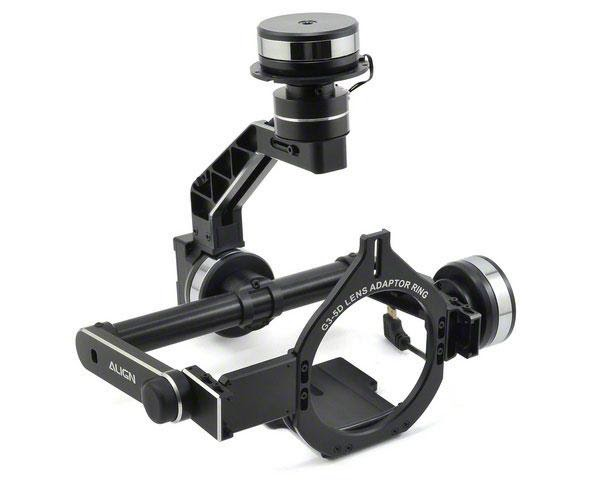 G3-5D LENS ADAPTOR RING
ALIGN